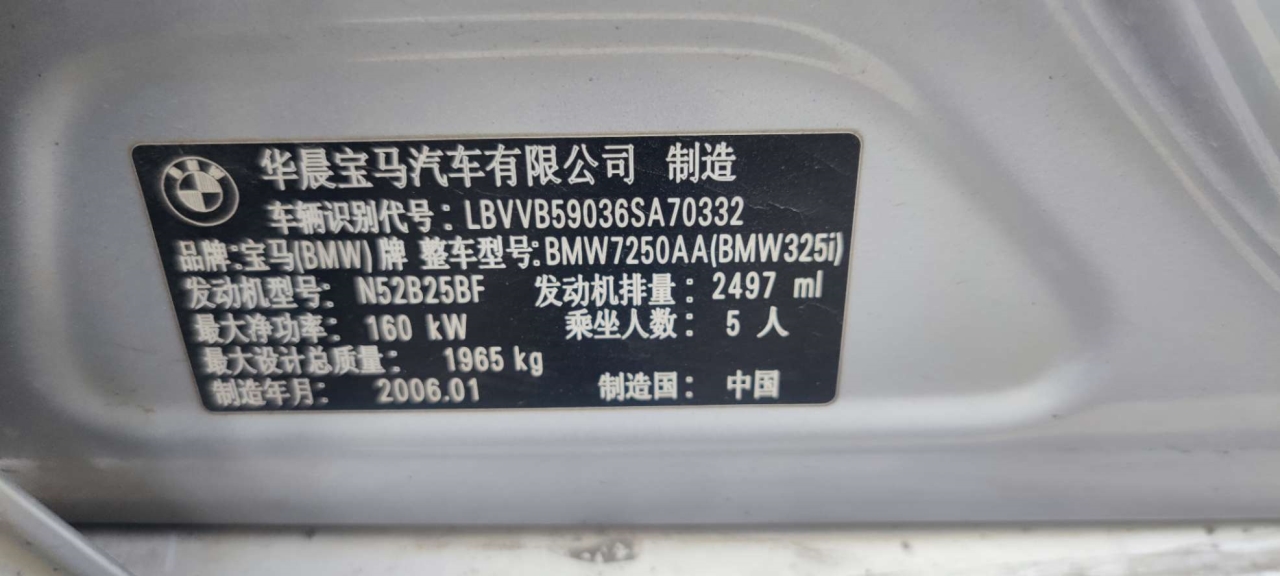 BMW
华晨宝马汽车有限公司 制造
车辆识别代号: LBVVB59036SA70332
品牌:宝马(BMW)牌 整车型号:BMW7250AA(BMW325i)
发动机型号: N52B25BF 发动机排量: 2497 ml
最大净功率: 160 kW 乘坐人数: 5 人
最大设计总质量: 1965 kg
制造年月: 2006.01 制造国: 中国